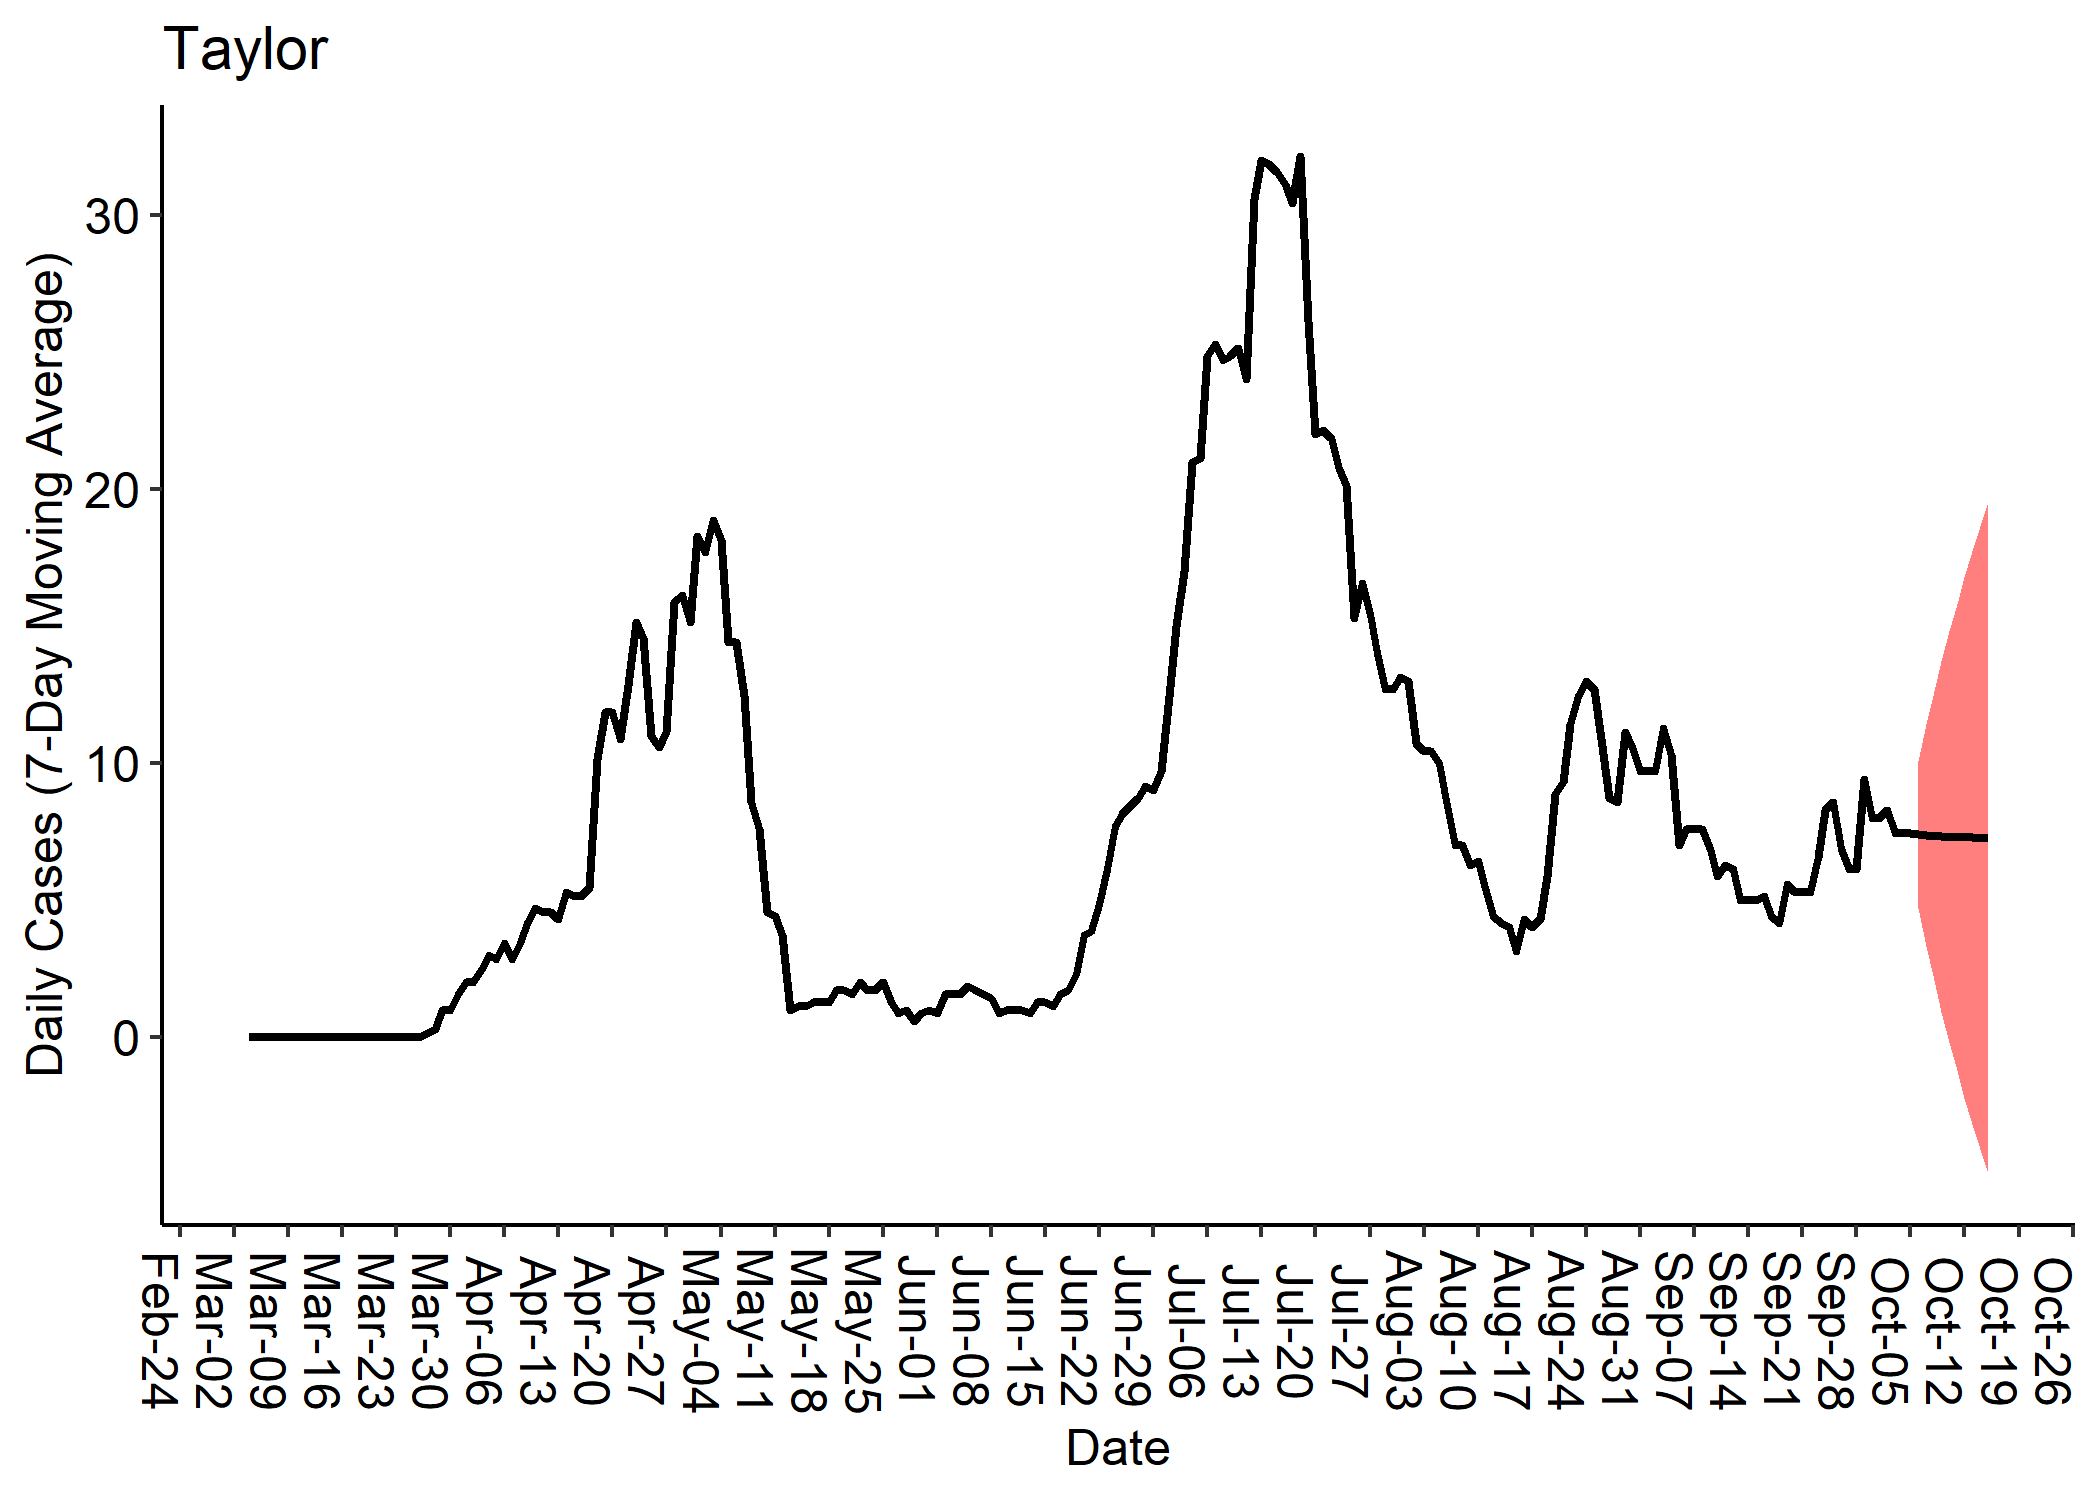 Taylor
Daily Cases (7-Day Moving Average)
30
20
10
0
Feb-24
Mar-02
Mar-09
Mar-16
Mar-23
Mar-30
Apr-06
Apr-13
Apr-20
Apr-27
May-04
May-11
May-18
May-25
Jun-01
Jun-08
Jun-15
Jun-22
Jun-29
Jul-06
Jul-13
Jul-20
Jul-27
Aug-03
Aug-10
Aug-17
Aug-24
Aug-31
Sep-07
Sep-14
Sep-21
Sep-28
Oct-05
Oct-12
Oct-19
Oct-26
Date